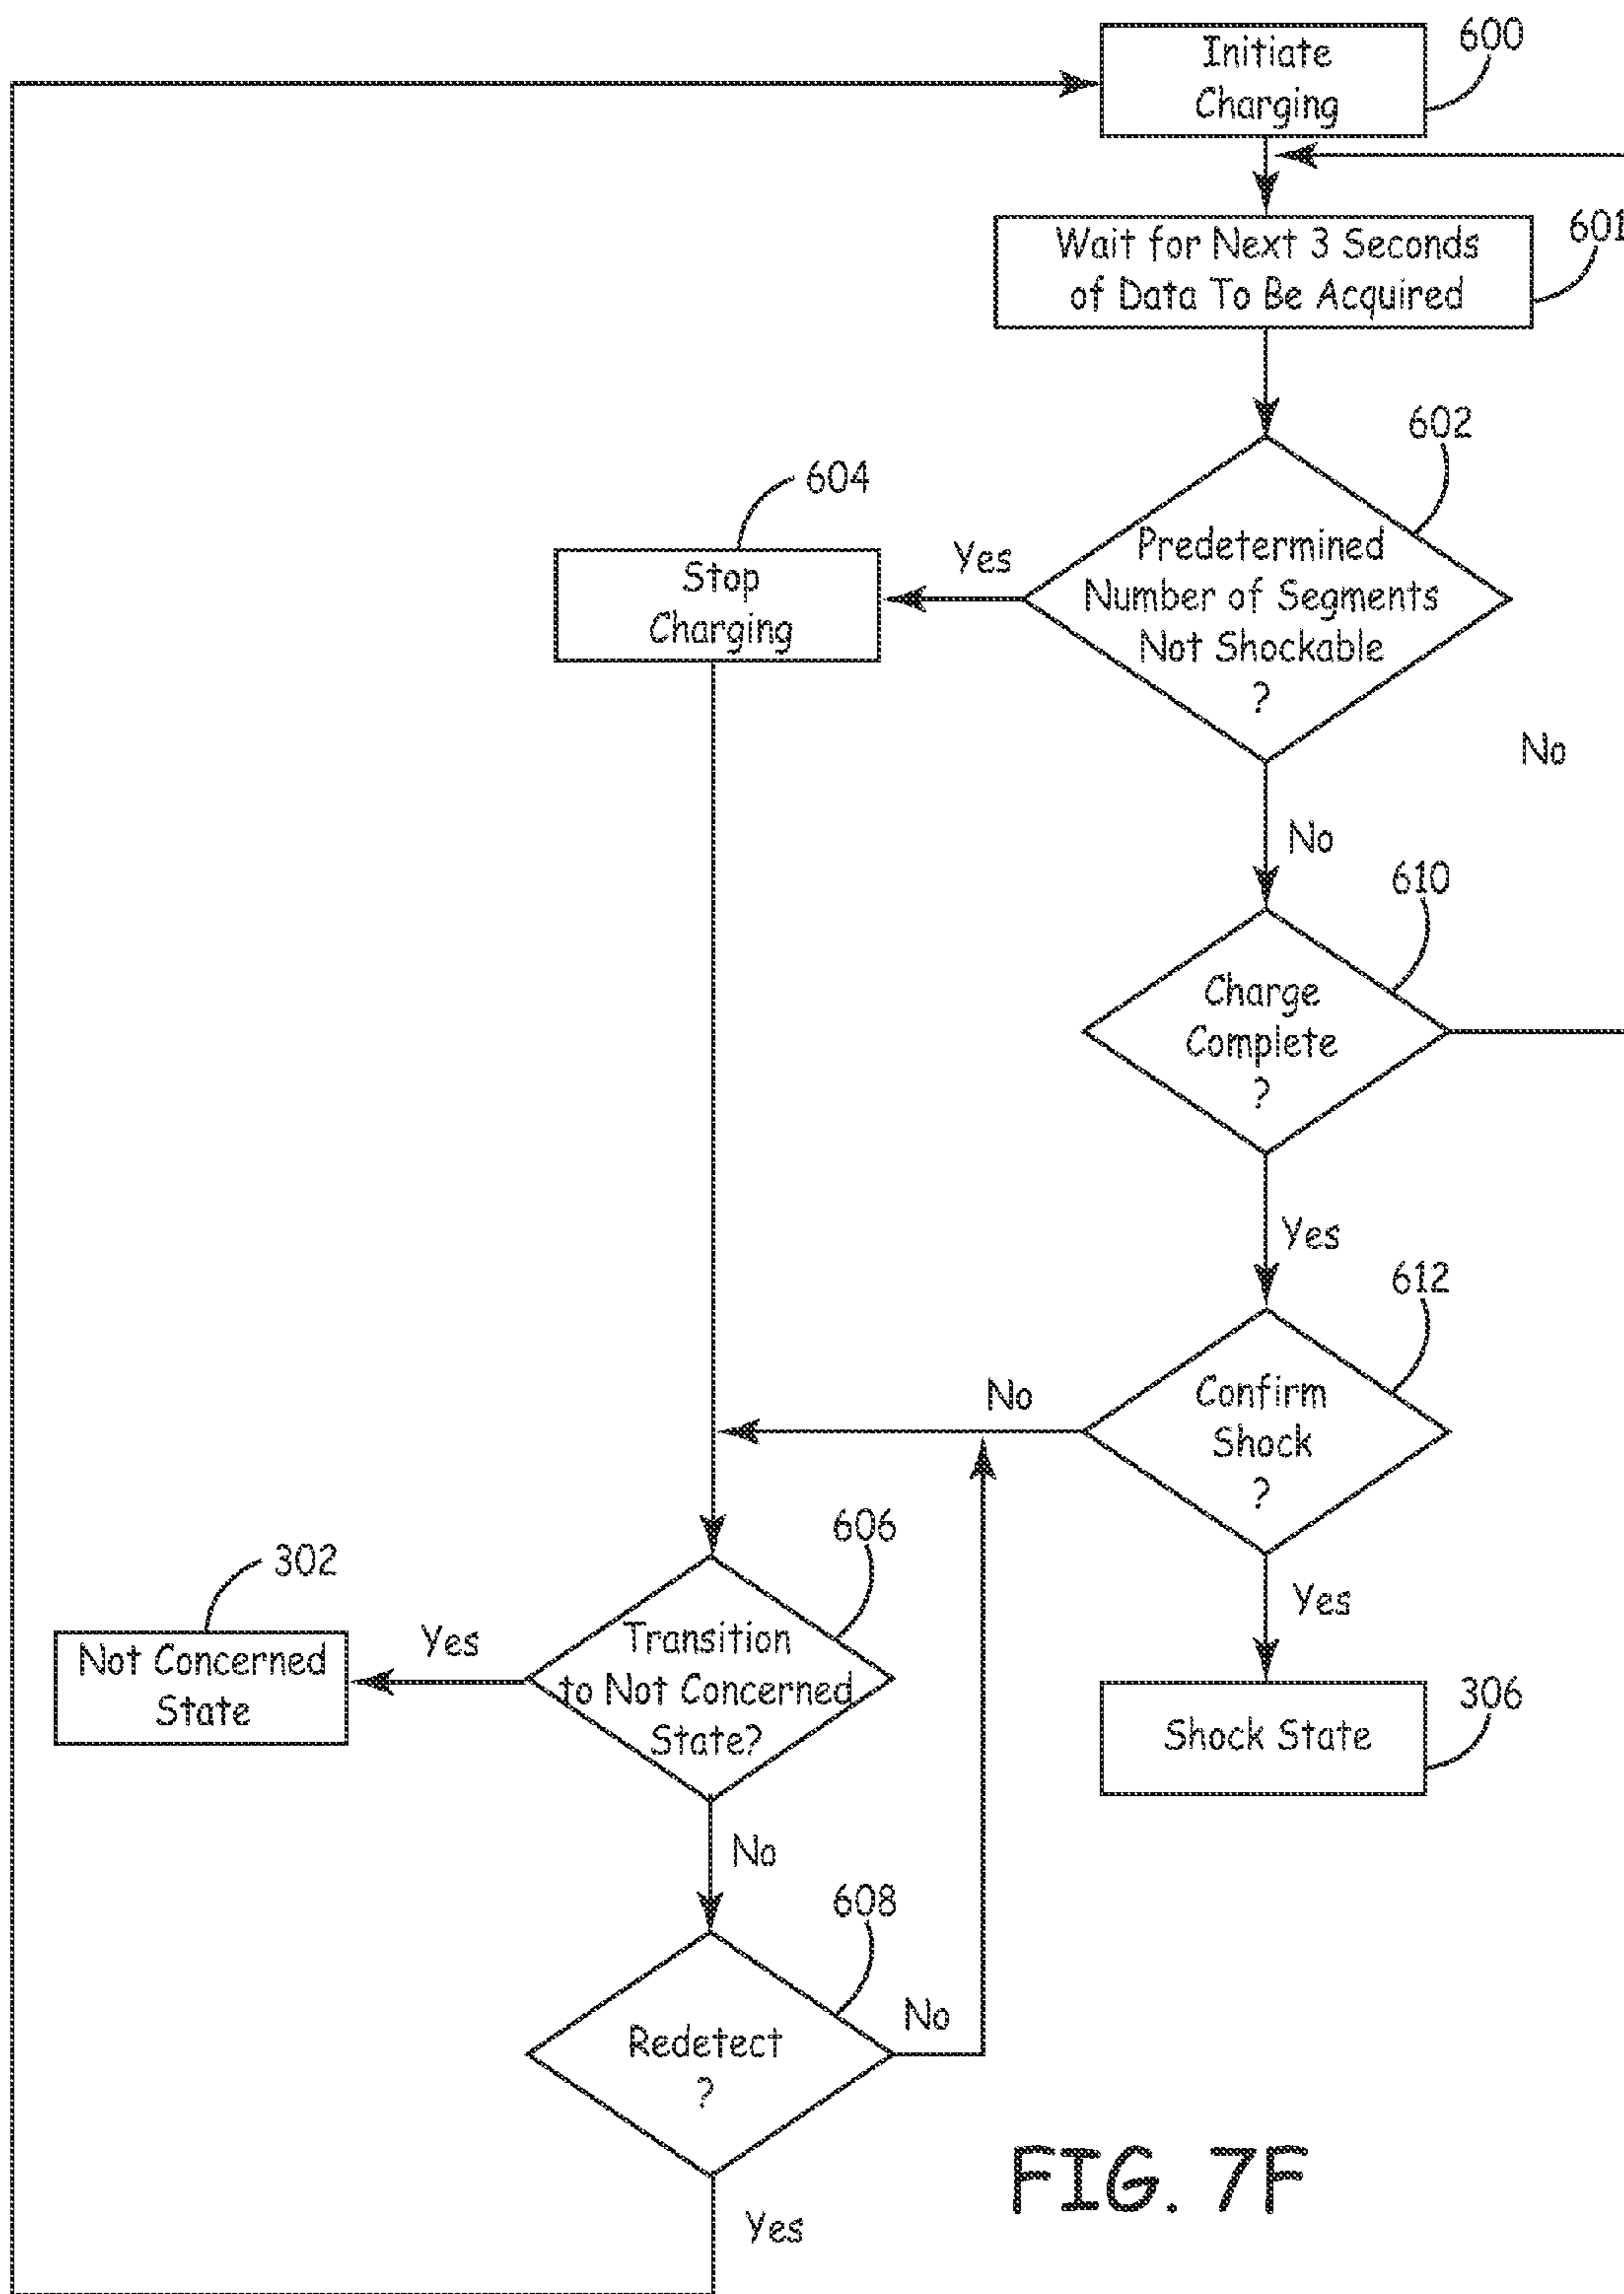 Initiate
Charging
600
Wait for Next 3 Seconds
of Data To Be Acquired
601
602
Predetermined
Number of Segments
Not Shockable
?
Yes
604
Stop
Charging
No
No
610
Charge
Complete
?
Yes
612
Confirm
Shock
?
No
Yes
606
Transition
to Not Concerned
State?
Yes
302
Not Concerned
State
306
Shock State
No
608
Redetect
?
No
Yes
FIG. 7F